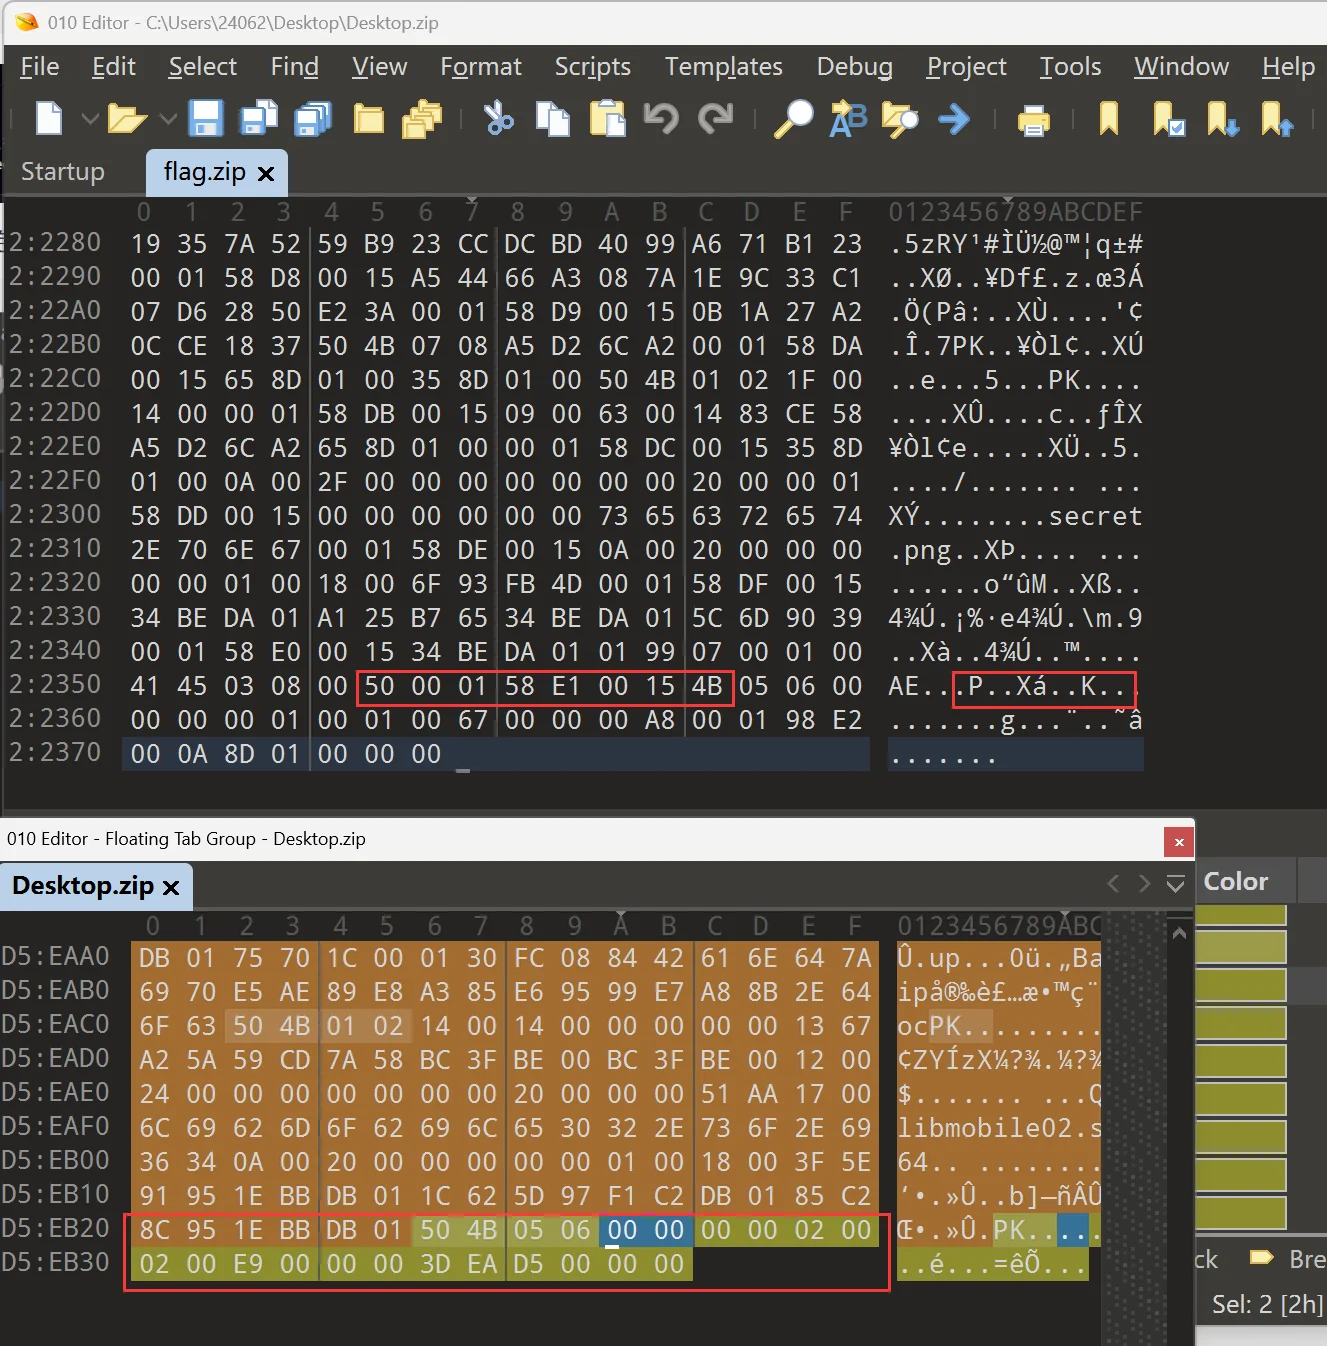 010 Editor - C:\Users\24062\Desktop\Desktop.zip
File Edit Select Find View Format Scripts Templates Debug Project Tools Window Help
Startup flag.zip
0 1 2 3 4 5 6 7 8 9 A B C D E F 0123456789ABCDEF
2:2280 19 35 7A 52 59 B9 23 CC DC BD 40 99 A6 71 B1 23 .5zRY¹#ÌÜ½@™¦q±#
2:2290 00 01 58 D8 00 15 A5 44 66 A3 08 7A 1E 9C 33 C1 ..XØ..¥Df£.z.œ3Á
2:22A0 07 D6 28 50 E2 3A 00 01 58 D9 00 15 0B 1A 27 A2 .Ö(Pâ:..XÙ....'¢
2:22B0 0C CE 18 37 50 4B 07 08 A5 D2 6C A2 00 01 58 DA .Î.7PK..¥Òl¢..XÚ
2:22C0 00 15 65 8D 01 00 35 8D 01 00 50 4B 01 02 1F 00 ..e...5...PK....
2:22D0 14 00 00 01 58 DB 00 15 09 00 63 00 14 83 CE 58 ....XÛ....c..ƒÎX
2:22E0 A5 D2 6C A2 65 8D 01 00 00 01 58 DC 00 15 35 8D ¥Òl¢e.....XÜ..5.
2:22F0 01 00 0A 00 2F 00 00 00 00 00 00 00 20 00 00 01 ..../....... ...
2:2300 58 DD 00 15 00 00 00 00 00 00 73 65 63 72 65 74 XÝ........secret
2:2310 2E 70 6E 67 00 01 58 DE 00 15 0A 00 20 00 00 00 .png..XÞ.... ...
2:2320 00 00 01 00 18 00 6F 93 FB 4D 00 01 58 DF 00 15 ......o“ûM..Xß..
2:2330 34 BE DA 01 A1 25 B7 65 34 BE DA 01 5C 6D 90 39 4¾Ú.¡%·e4¾Ú.\m.9
2:2340 00 01 58 E0 00 15 34 BE DA 01 01 99 07 00 01 00 ..Xà..4¾Ú..™....
2:2350 41 45 03 08 00 50 00 01 58 E1 00 15 4B 05 06 00 AE...P..Xá..K...
2:2360 00 00 00 01 00 01 00 67 00 00 00 A8 00 01 98 E2 .......g...¨..˜â
2:2370 00 0A 8D 01 00 00 00 .......
010 Editor - Floating Tab Group - Desktop.zip
Desktop.zip Color
0 1 2 3 4 5 6 7 8 9 A B C D E F 0123456789ABC
D5:EAA0 DB 01 75 70 1C 00 01 30 FC 08 84 42 61 6E 64 7A Û.up...0ü.„Ba
D5:EAB0 69 70 E5 AE 89 E8 A3 85 E6 95 99 E7 A8 8B 2E 64 ipå®‰è£…æ•™ç¨
D5:EAC0 6F 63 50 4B 01 02 14 00 14 00 00 00 00 00 13 67 ocPK.........
D5:EAD0 A2 5A 59 CD 7A 58 BC 3F BE 00 BC 3F BE 00 12 00 ¢ZYÍzX¼?¾.¼?¾
D5:EAE0 24 00 00 00 00 00 00 00 20 00 00 00 51 AA 17 00 $....... ...Q
D5:EAF0 6C 69 62 6D 6F 62 69 6C 65 30 32 2E 73 6F 2E 69 libmobile02.s
D5:EB00 36 34 0A 00 20 00 00 00 00 00 01 00 18 00 3F 5E 64.. ........
D5:EB10 91 95 1E BB DB 01 1C 62 5D 97 F1 C2 DB 01 85 C2 ‘•.»Û..b]—ñÂÛ
D5:EB20 8C 95 1E BB DB 01 50 4B 05 06 00 00 00 00 02 00 Œ•.»Û.PK.....
D5:EB30 02 00 E9 00 00 00 3D EA D5 00 00 00 ..é...=êÕ...
ck Bre
Sel: 2 [2h]